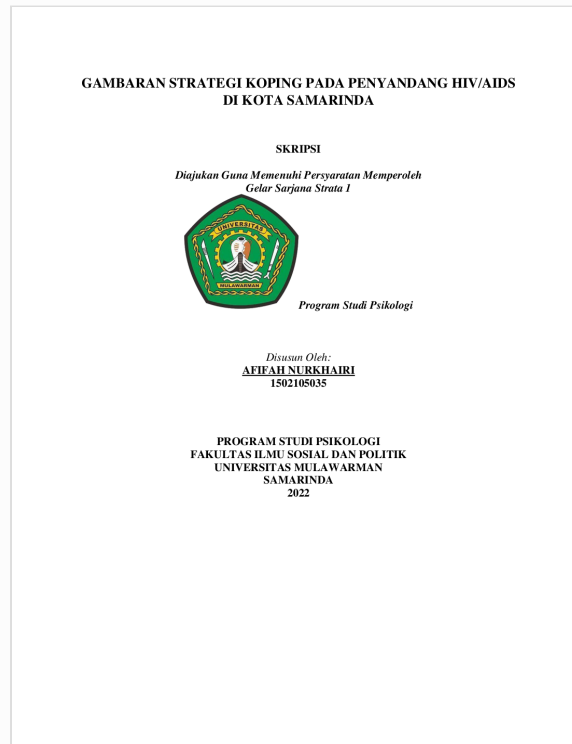 GAMBARAN STRATEGI KOPING PADA PENYANDANG HIV/AIDS
DI KOTA SAMARINDA
SKRIPSI
Diajukan Guna Memenuhi Persyaratan Memperoleh
Gelar Sarjana Strata 1
UNIVERSITAS
MULAWARMAN
Program Studi Psikologi
Disusun Oleh:
AFIFAH NURKHAIRI
1502105035
PROGRAM STUDI PSIKOLOGI
FAKULTAS ILMU SOSIAL DAN POLITIK
UNIVERSITAS MULAWARMAN
SAMARINDA
2022